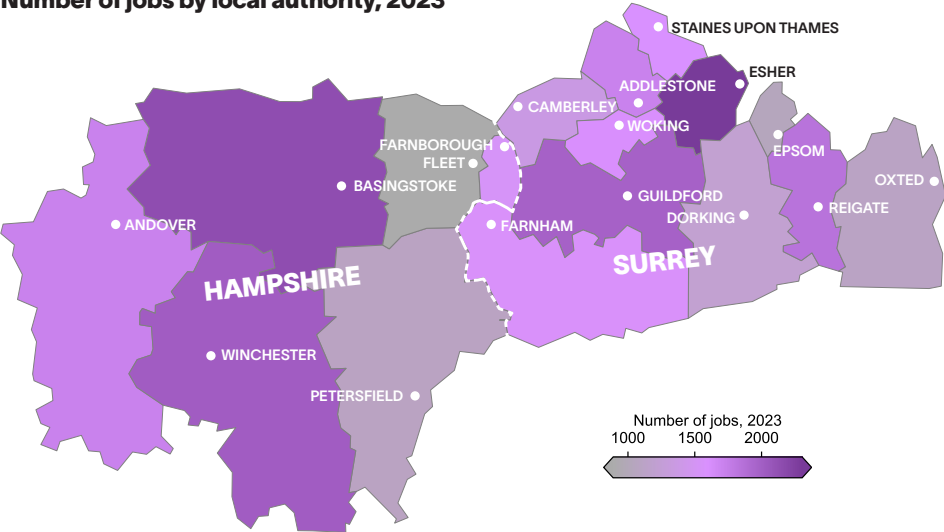 Number of jobs by local authority, 2023
STAINES UPON THAMES
ESHER
ADDLESTONE
CAMBERLEY
WOKING
FARNBOROUGH
FLEET
EPSOM
BASINGSTOKE
OXTED
GUILDFORD
REIGATE
DORKING
ANDOVER
FARNHAM
SURREY
HAMPSHIRE
WINCHESTER
PETERSFIELD
Number of jobs, 2023
1000 1500 2000